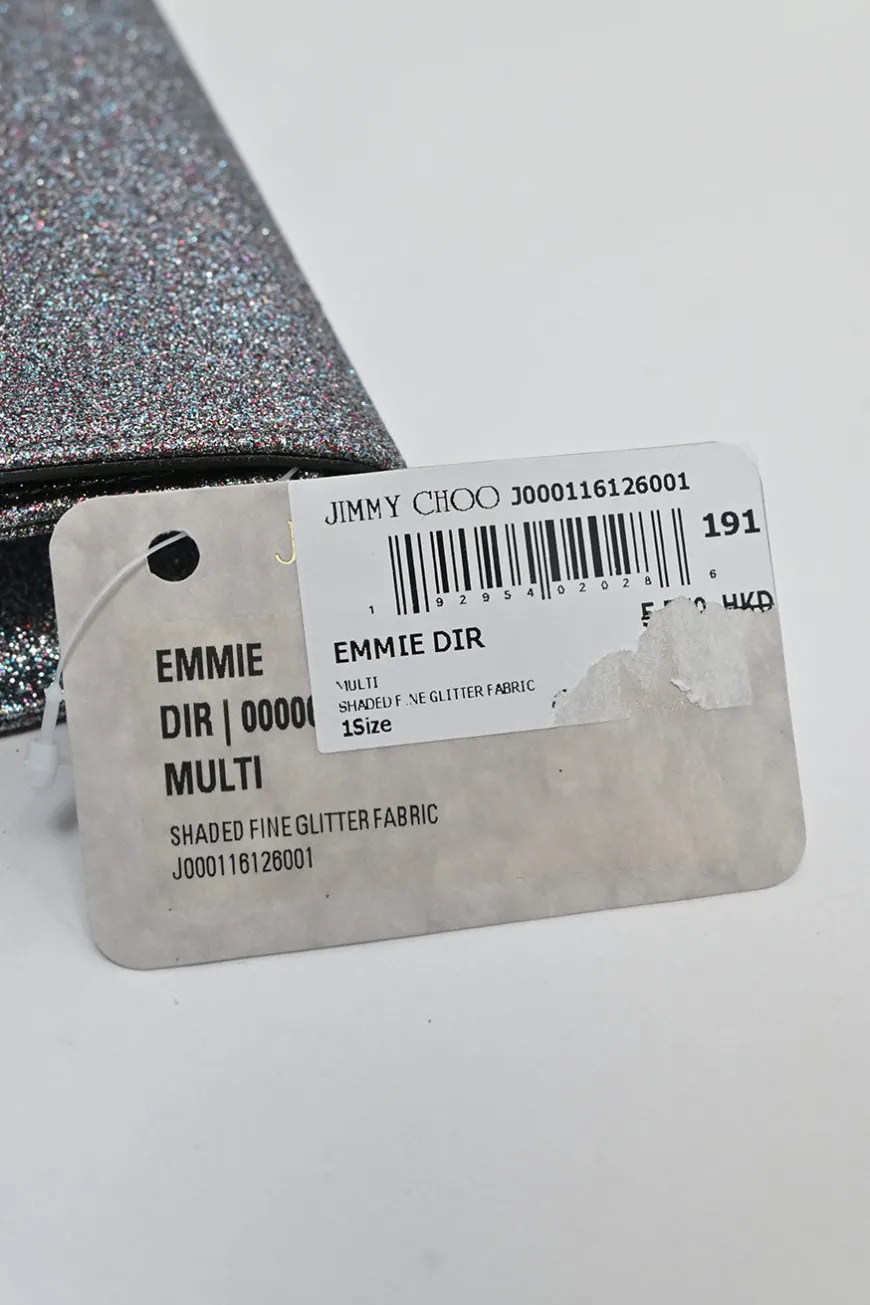 JIMMY CHOO J000116126001
191
1 92954 02028 6
HKD
EMMIE DIR
MULTI
SHADED FINE GLITTER FABRIC
1Size
J
EMMIE
DIR | 0000
MULTI
SHADED FINE GLITTER FABRIC
J000116126001